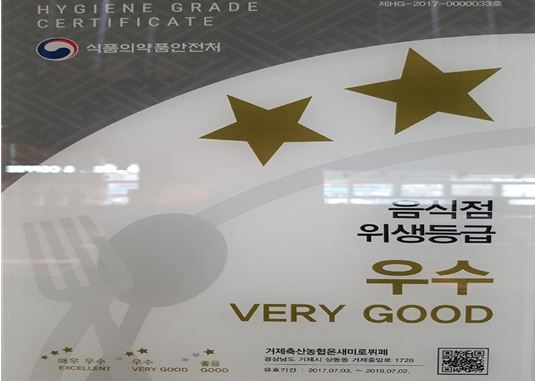 HYGIENE GRADE
CERTIFICATE
제HG-2017-0000033호
식품의약품안전처
음식점
위생등급
우수
VERY GOOD
거제축산농협온새미로뷔페
경상남도 거제시 상동동 거제중앙로 1726
유효기간 : 2017.07.03. ~ 2019.07.02.
매우 우수
EXCELLENT
우수
VERY GOOD
좋음
GOOD